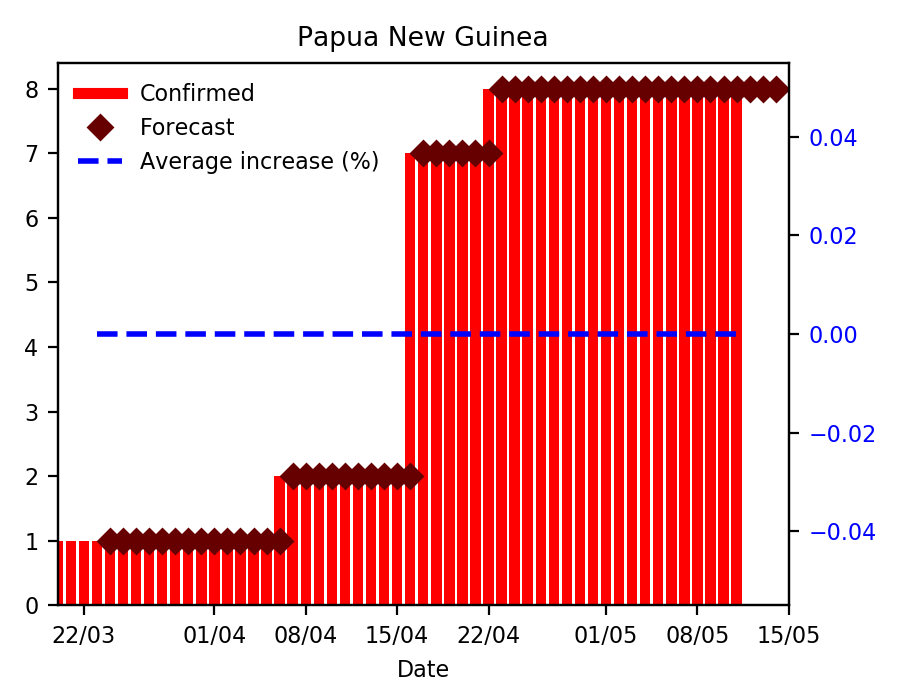 Papua New Guinea
Confirmed
Forecast
Average increase (%)
8
7
6
5
4
3
2
1
0
0.04
0.02
0.00
−0.02
−0.04
22/03 01/04 08/04 15/04 22/04 01/05 08/05 15/05
Date